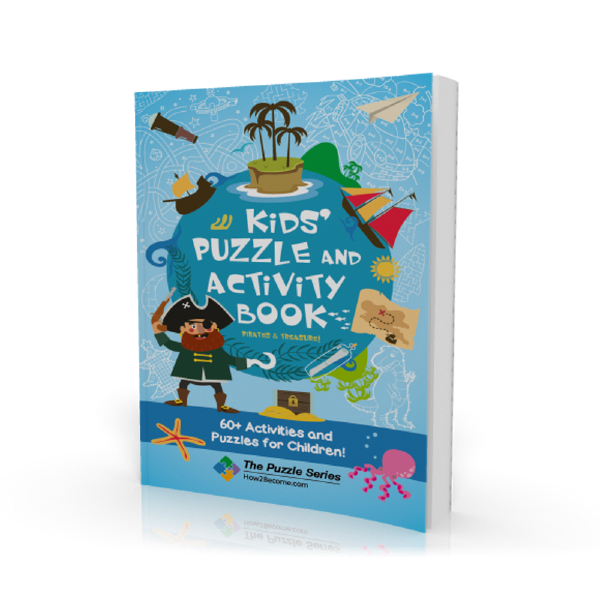 KiDS'
PUZZLE AND
ACTiViTY
BOOK
PIRATES & TREASURE!
60+ Activities and
Puzzles for Children!
The Puzzle Series
How2Become.com